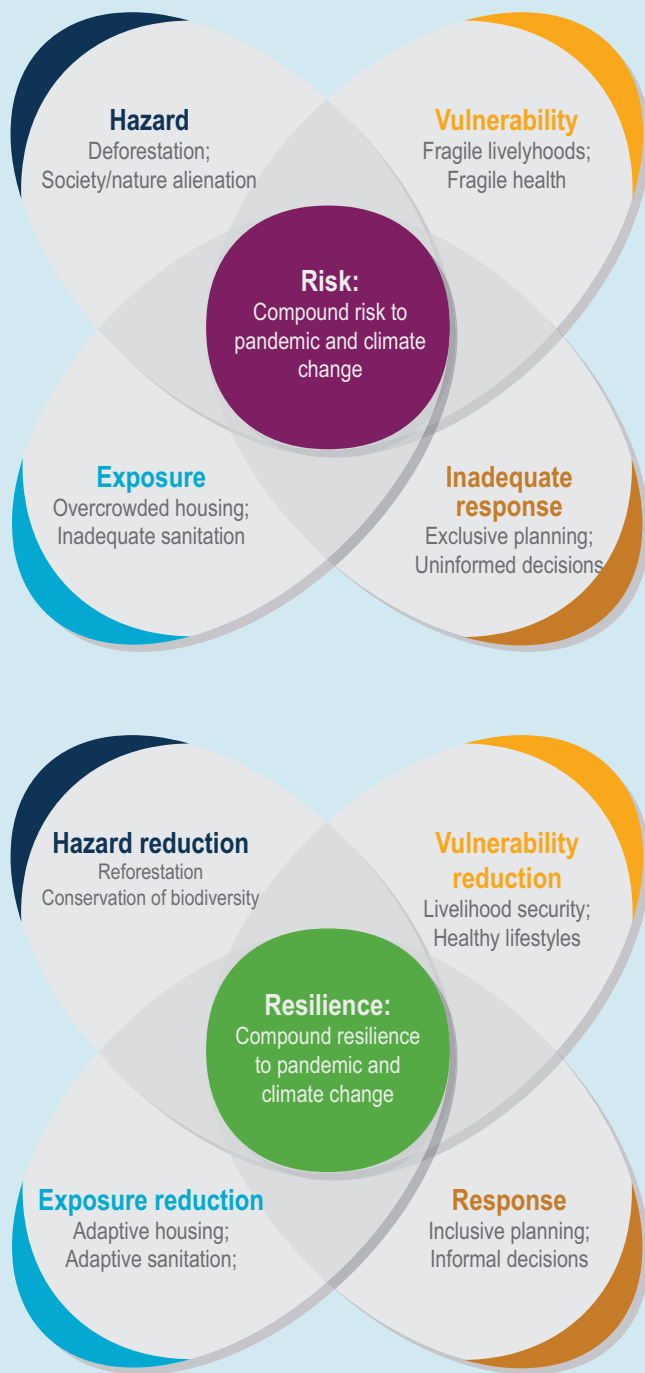 Hazard
Deforestation;
Society/nature alienation
Vulnerability
Fragile livelyhoods;
Fragile health
Risk:
Compound risk to
pandemic and climate
change
Exposure
Overcrowded housing;
Inadequate sanitation
Inadequate
response
Exclusive planning;
Uninformed decisions
Hazard reduction
Reforestation
Conservation of biodiversity
Vulnerability
reduction
Livelihood security;
Healthy lifestyles
Resilience:
Compound resilience
to pandemic and
climate change
Exposure reduction
Adaptive housing;
Adaptive sanitation;
Response
Inclusive planning;
Informal decisions